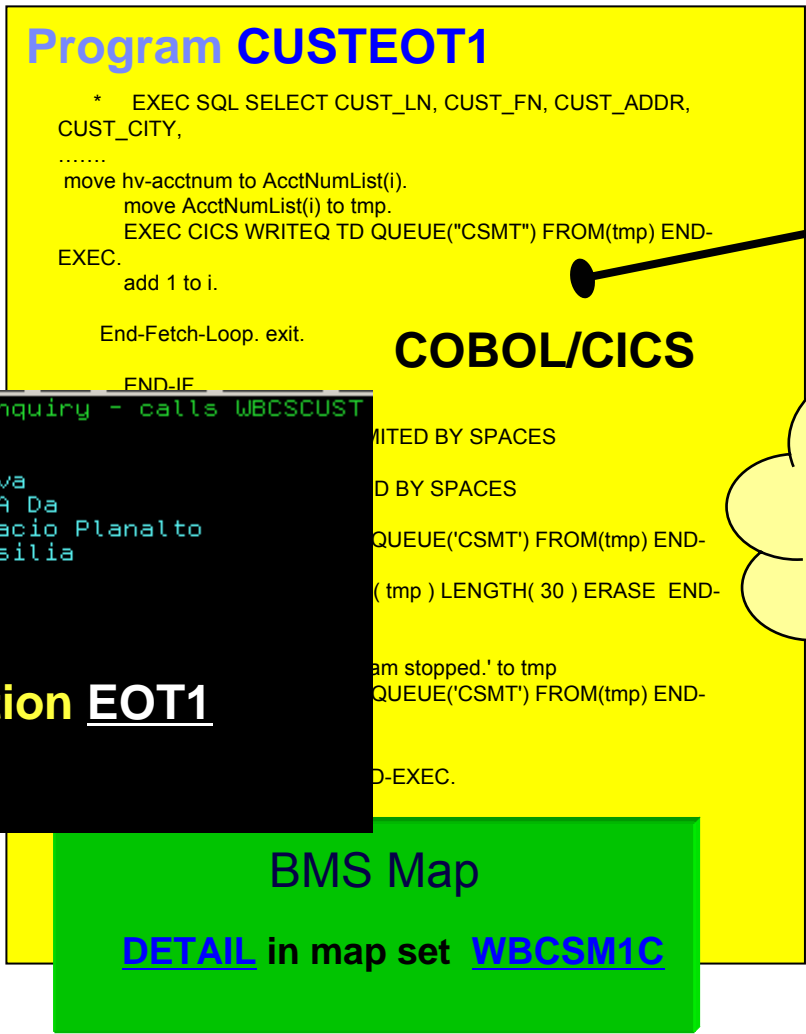 Program CUSTEOT1
* EXEC SQL SELECT CUST_LN, CUST_FN, CUST_ADDR,
CUST_CITY,
…….
move hv-acctnum to AcctNumList(i).
move AcctNumList(i) to tmp.
EXEC CICS WRITEQ TD QUEUE("CSMT") FROM(tmp) END-
EXEC.
add 1 to i.
End-Fetch-Loop. exit.
COBOL/CICS
END-IF
nquiry - calls WBCSCUST
MITED BY SPACES
va
A Da
D BY SPACES
acio Planalto
QUEUE('CSMT') FROM(tmp) END-
silia
( tmp ) LENGTH( 30 ) ERASE END-
am stopped.' to tmp
tion EOT1
QUEUE('CSMT') FROM(tmp) END-
D-EXEC.
BMS Map
DETAIL in map set WBCSM1C